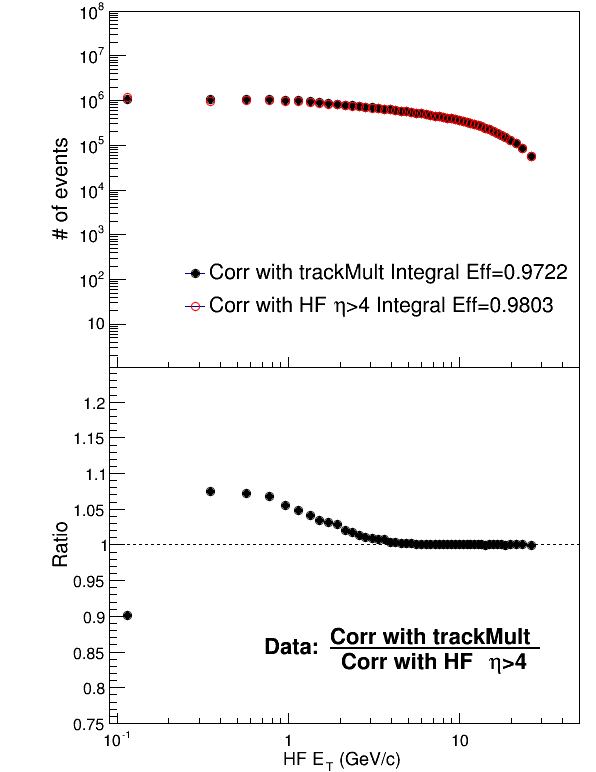 10^8
10^7
10^6
10^5
10^4
10^3
10^2
10
# of events
Corr with trackMult Integral Eff=0.9722
Corr with HF η>4 Integral Eff=0.9803
1.2
1.15
1.1
1.05
1
0.95
0.9
0.85
0.8
0.75
Ratio
Data: Corr with trackMult
Corr with HF η>4
10^-1 1 10
HF E_T (GeV/c)